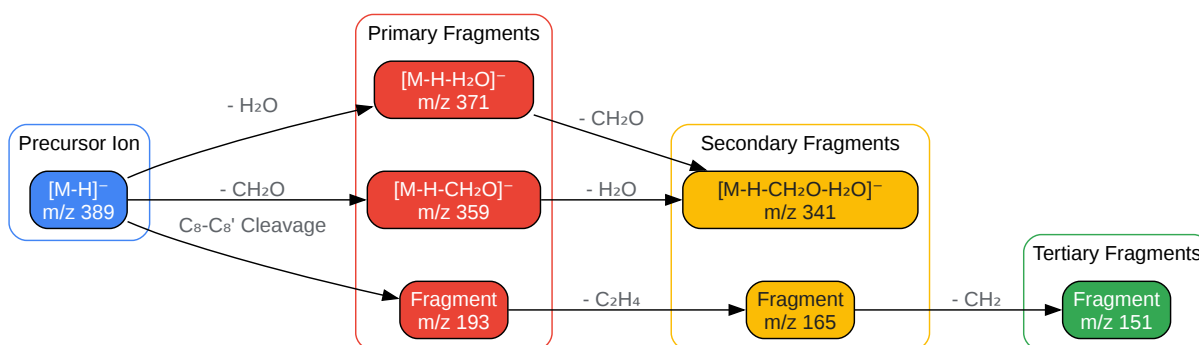 Primary Fragments
[M-H-H₂O]⁻
m/z 371
- H₂O
- CH₂O
Precursor Ion
Secondary Fragments
[M-H]⁻
m/z 389
- CH₂O
[M-H-CH₂O]⁻
m/z 359
- H₂O
[M-H-CH₂O-H₂O]⁻
m/z 341
C₈-C₈' Cleavage
Tertiary Fragments
Fragment
m/z 193
- C₂H₄
Fragment
m/z 165
- CH₂
Fragment
m/z 151